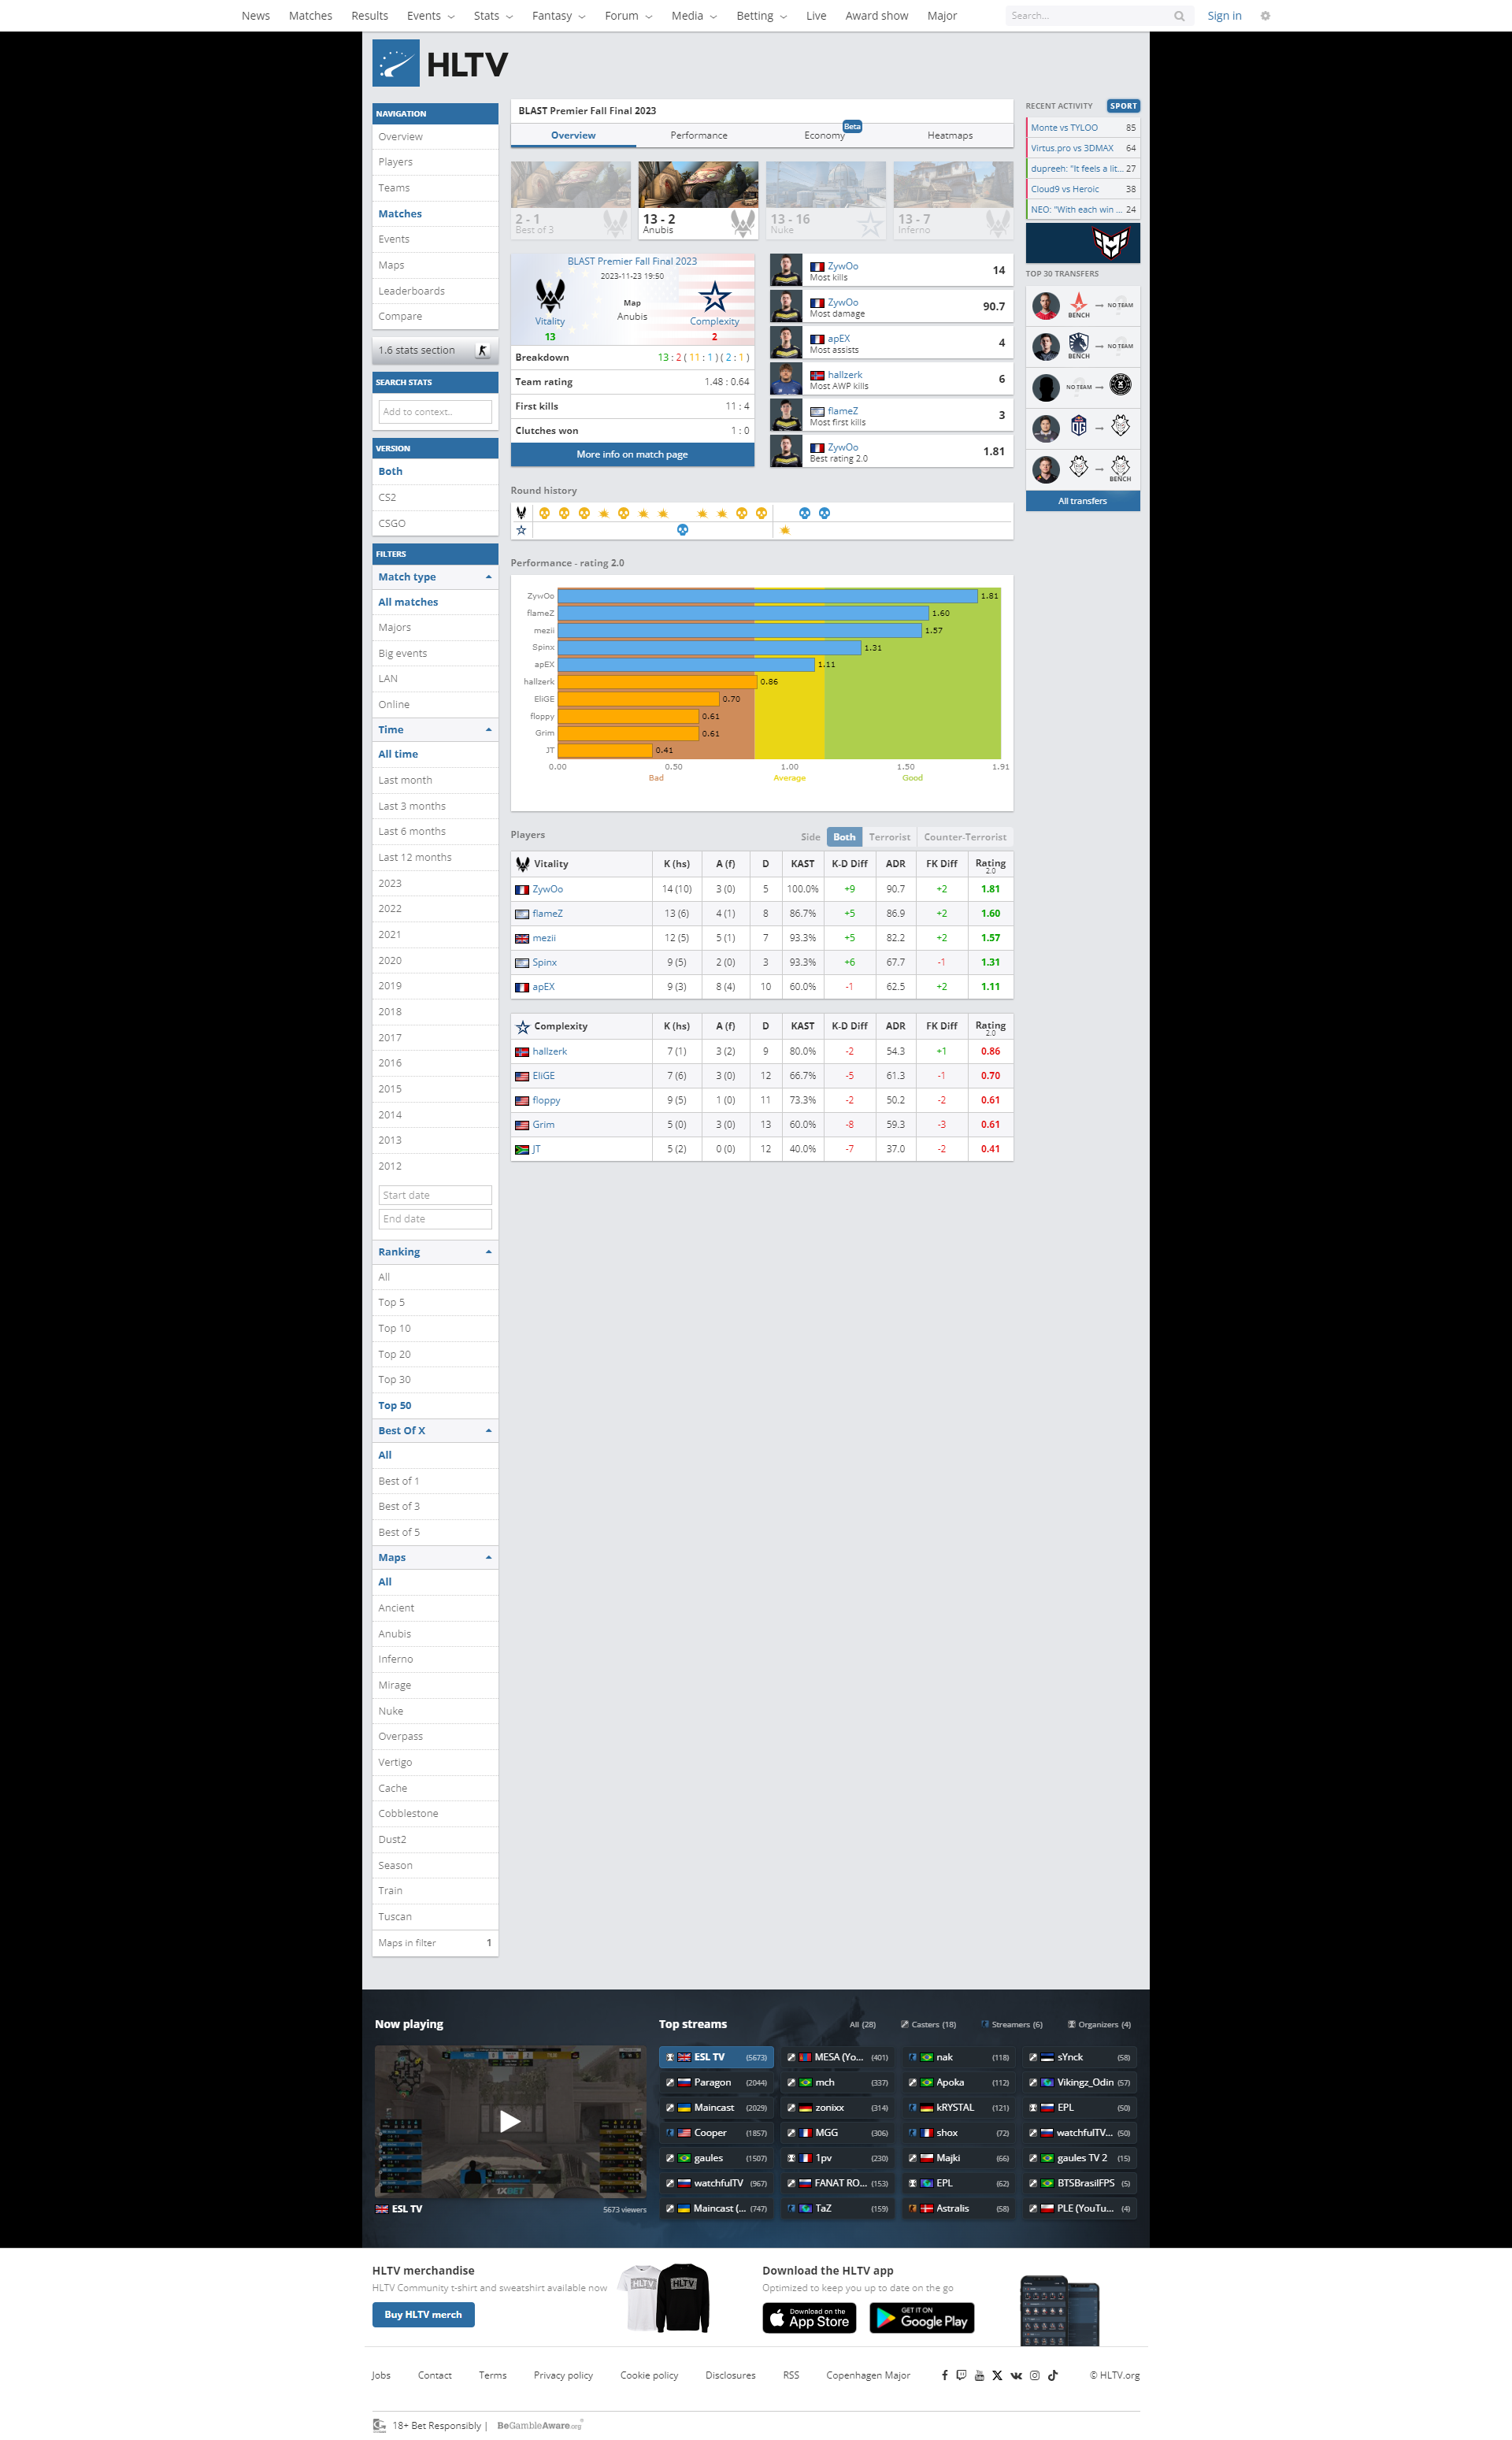 News Matches Results Events Stats Fantasy Forum Media Betting Live Award show Major Search... Sign in
HLTV
NAVIGATION
Overview
Players
Teams
Matches
Events
Maps
Leaderboards
Compare
1.6 stats section
SEARCH STATS
Add to context..
VERSION
Both
CS2
CSGO
FILTERS
Match type
All matches
Majors
Big events
LAN
Online
Time
All time
Last month
Last 3 months
Last 6 months
Last 12 months
2023
2022
2021
2020
2019
2018
2017
2016
2015
2014
2013
2012
Start date
End date
Ranking
All
Top 5
Top 10
Top 20
Top 30
Top 50
Best Of X
All
Best of 1
Best of 3
Best of 5
Maps
All
Ancient
Anubis
Inferno
Mirage
Nuke
Overpass
Vertigo
Cache
Cobblestone
Dust2
Season
Train
Tuscan
Maps in filter 1
BLAST Premier Fall Final 2023
Overview Performance Economy Beta Heatmaps
2 - 1 13 - 2 13 - 16 13 - 7
Best of 3 Anubis Nuke Inferno
BLAST Premier Fall Final 2023
2023-11-23 19:50
Map
Anubis
Vitality Complexity
13 2
Breakdown 13 : 2 ( 11 : 1 ) ( 2 : 1 )
Team rating 1.48 : 0.64
First kills 11 : 4
Clutches won 1 : 0
More info on match page
ZywOo 14
Most kills
ZywOo 90.7
Most damage
apEX 4
Most assists
hallzerk 6
Most AWP kills
flameZ 3
Most first kills
ZywOo 1.81
Best rating 2.0
Round history
Performance - rating 2.0
ZywOo 1.81
flameZ 1.60
mezii 1.57
Spinx 1.31
apEX 1.11
hallzerk 0.86
EliGE 0.70
floppy 0.61
Grim 0.61
JT 0.41
0.00 0.50 1.00 1.50 1.91
Bad Average Good
Players Side Both Terrorist Counter-Terrorist
Vitality K (hs) A (f) D KAST K-D Diff ADR FK Diff Rating 2.0
ZywOo 14 (10) 3 (0) 5 100.0% +9 90.7 +2 1.81
flameZ 13 (6) 4 (1) 8 86.7% +5 86.9 +2 1.60
mezii 12 (5) 5 (1) 7 93.3% +5 82.2 +2 1.57
Spinx 9 (5) 2 (0) 3 93.3% +6 67.7 -1 1.31
apEX 9 (3) 8 (4) 10 60.0% -1 62.5 +2 1.11
Complexity K (hs) A (f) D KAST K-D Diff ADR FK Diff Rating 2.0
hallzerk 7 (1) 3 (2) 9 80.0% -2 54.3 +1 0.86
EliGE 7 (6) 3 (0) 12 66.7% -5 61.3 -1 0.70
floppy 9 (5) 1 (0) 11 73.3% -2 50.2 -2 0.61
Grim 5 (0) 3 (0) 13 60.0% -8 59.3 -3 0.61
JT 5 (2) 0 (0) 12 40.0% -7 37.0 -2 0.41
RECENT ACTIVITY SPORT
Monte vs TYLOO 85
Virtus.pro vs 3DMAX 64
dupreeh: "It feels a lit... 27
Cloud9 vs Heroic 38
NEO: "With each win ... 24
TOP 30 TRANSFERS
BENCH NO TEAM
BENCH NO TEAM
NO TEAM
OG
BENCH
All transfers
Now playing
1XBET
ESL TV 5673 viewers
Top streams All (28) Casters (18) Streamers (6) Organizers (4)
ESL TV (5673) MESA (Yo... (401) nak (118) sYnck (58)
Paragon (2044) mch (337) Apoka (112) Vikingz_Odin (57)
Maincast (2029) zonixx (314) kRYSTAL (121) EPL (50)
Cooper (1857) MGG (306) shox (72) watchfulTV... (50)
gaules (1507) 1pv (230) Majki (66) gaules TV 2 (15)
watchfulTV (967) FANAT RO... (153) EPL (62) BTSBrasilFPS (5)
Maincast (... (747) TaZ (159) Astralis (58) PLE (YouTu... (4)
HLTV merchandise
HLTV Community t-shirt and sweatshirt available now
Buy HLTV merch
HLTV HLTV
Download the HLTV app
Optimized to keep you up to date on the go
Download on the App Store
GET IT ON Google Play
Jobs Contact Terms Privacy policy Cookie policy Disclosures RSS Copenhagen Major © HLTV.org
18+ Bet Responsibly | BeGambleAware.org